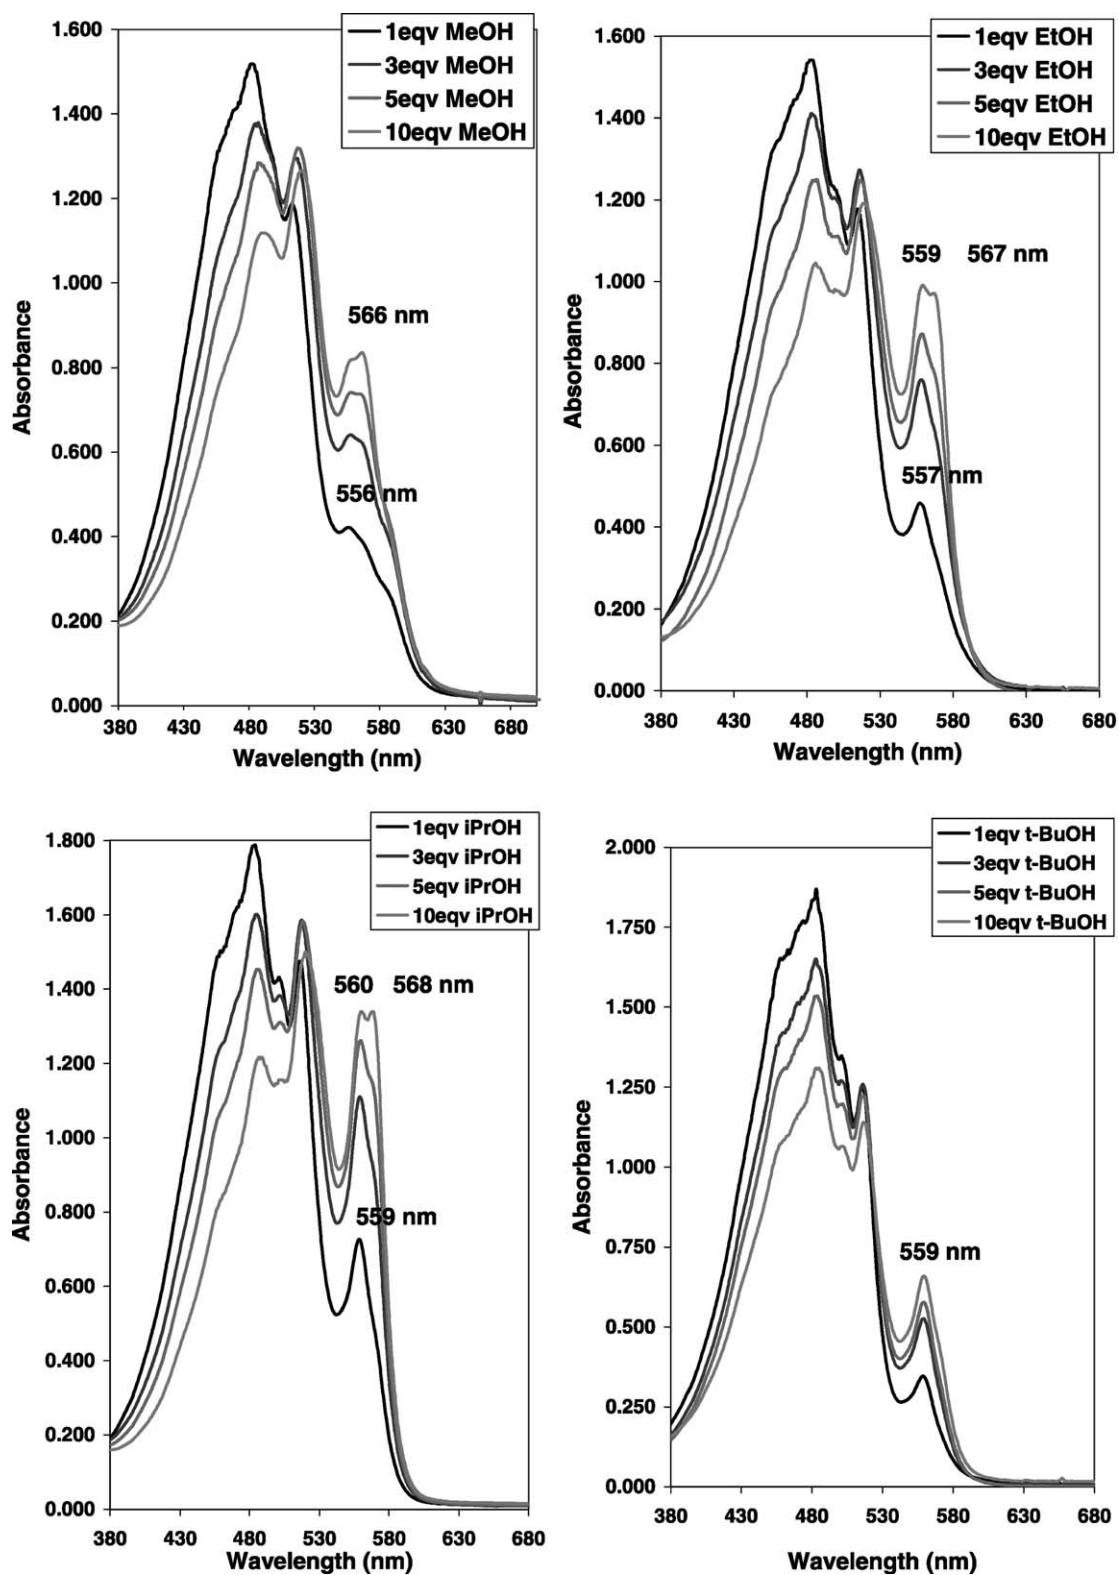 1.600
1.400
1.200
1.000
0.800
0.600
0.400
0.200
0.000
Absorbance
1eqv MeOH
3eqv MeOH
5eqv MeOH
10eqv MeOH
566 nm
556 nm
380 430 480 530 580 630 680
Wavelength (nm)
1.600
1.400
1.200
1.000
0.800
0.600
0.400
0.200
0.000
Absorbance
1eqv EtOH
3eqv EtOH
5eqv EtOH
10eqv EtOH
559 567 nm
557 nm
380 430 480 530 580 630 680
Wavelength (nm)
1.800
1.600
1.400
1.200
1.000
0.800
0.600
0.400
0.200
0.000
Absorbance
1eqv iPrOH
3eqv iPrOH
5eqv iPrOH
10eqv iPrOH
560 568 nm
559 nm
380 430 480 530 580 630 680
Wavelength (nm)
2.000
1.750
1.500
1.250
1.000
0.750
0.500
0.250
0.000
Absorbance
1eqv t-BuOH
3eqv t-BuOH
5eqv t-BuOH
10eqv t-BuOH
559 nm
380 430 480 530 580 630 680
Wavelength (nm)